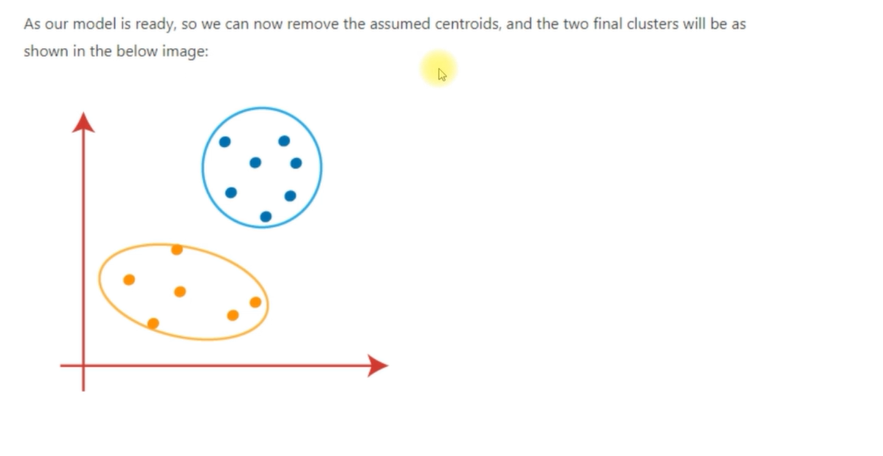 As our model is ready, so we can now remove the assumed centroids, and the two final clusters will be as
shown in the below image: